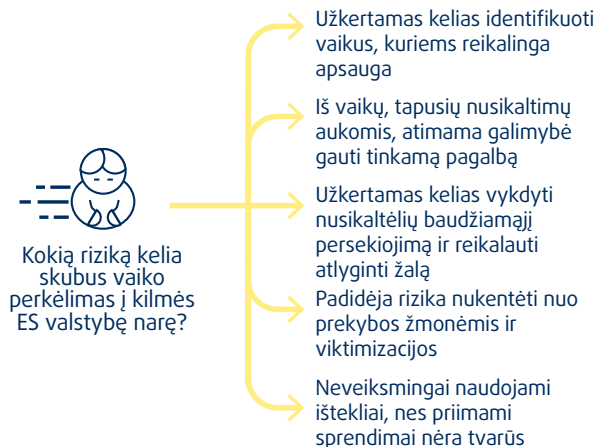 Kokią riziką kelia
skubus vaiko
perkėlimas į kilmės
ES valstybę narę?
Užkertamas kelias identifikuoti
vaikus, kuriems reikalinga
apsauga
Iš vaikų, tapusių nusikaltimų
aukomis, atimama galimybė
gauti tinkamą pagalbą
Užkertamas kelias vykdyti
nusikaltėlių baudžiamąjį
persekiojimą ir reikalauti
atlyginti žalą
Padidėja rizika nukentėti nuo
prekybos žmonėmis ir
viktimizacijos
Neveiksmingai naudojami
ištekliai, nes priimami
sprendimai nėra tvarūs